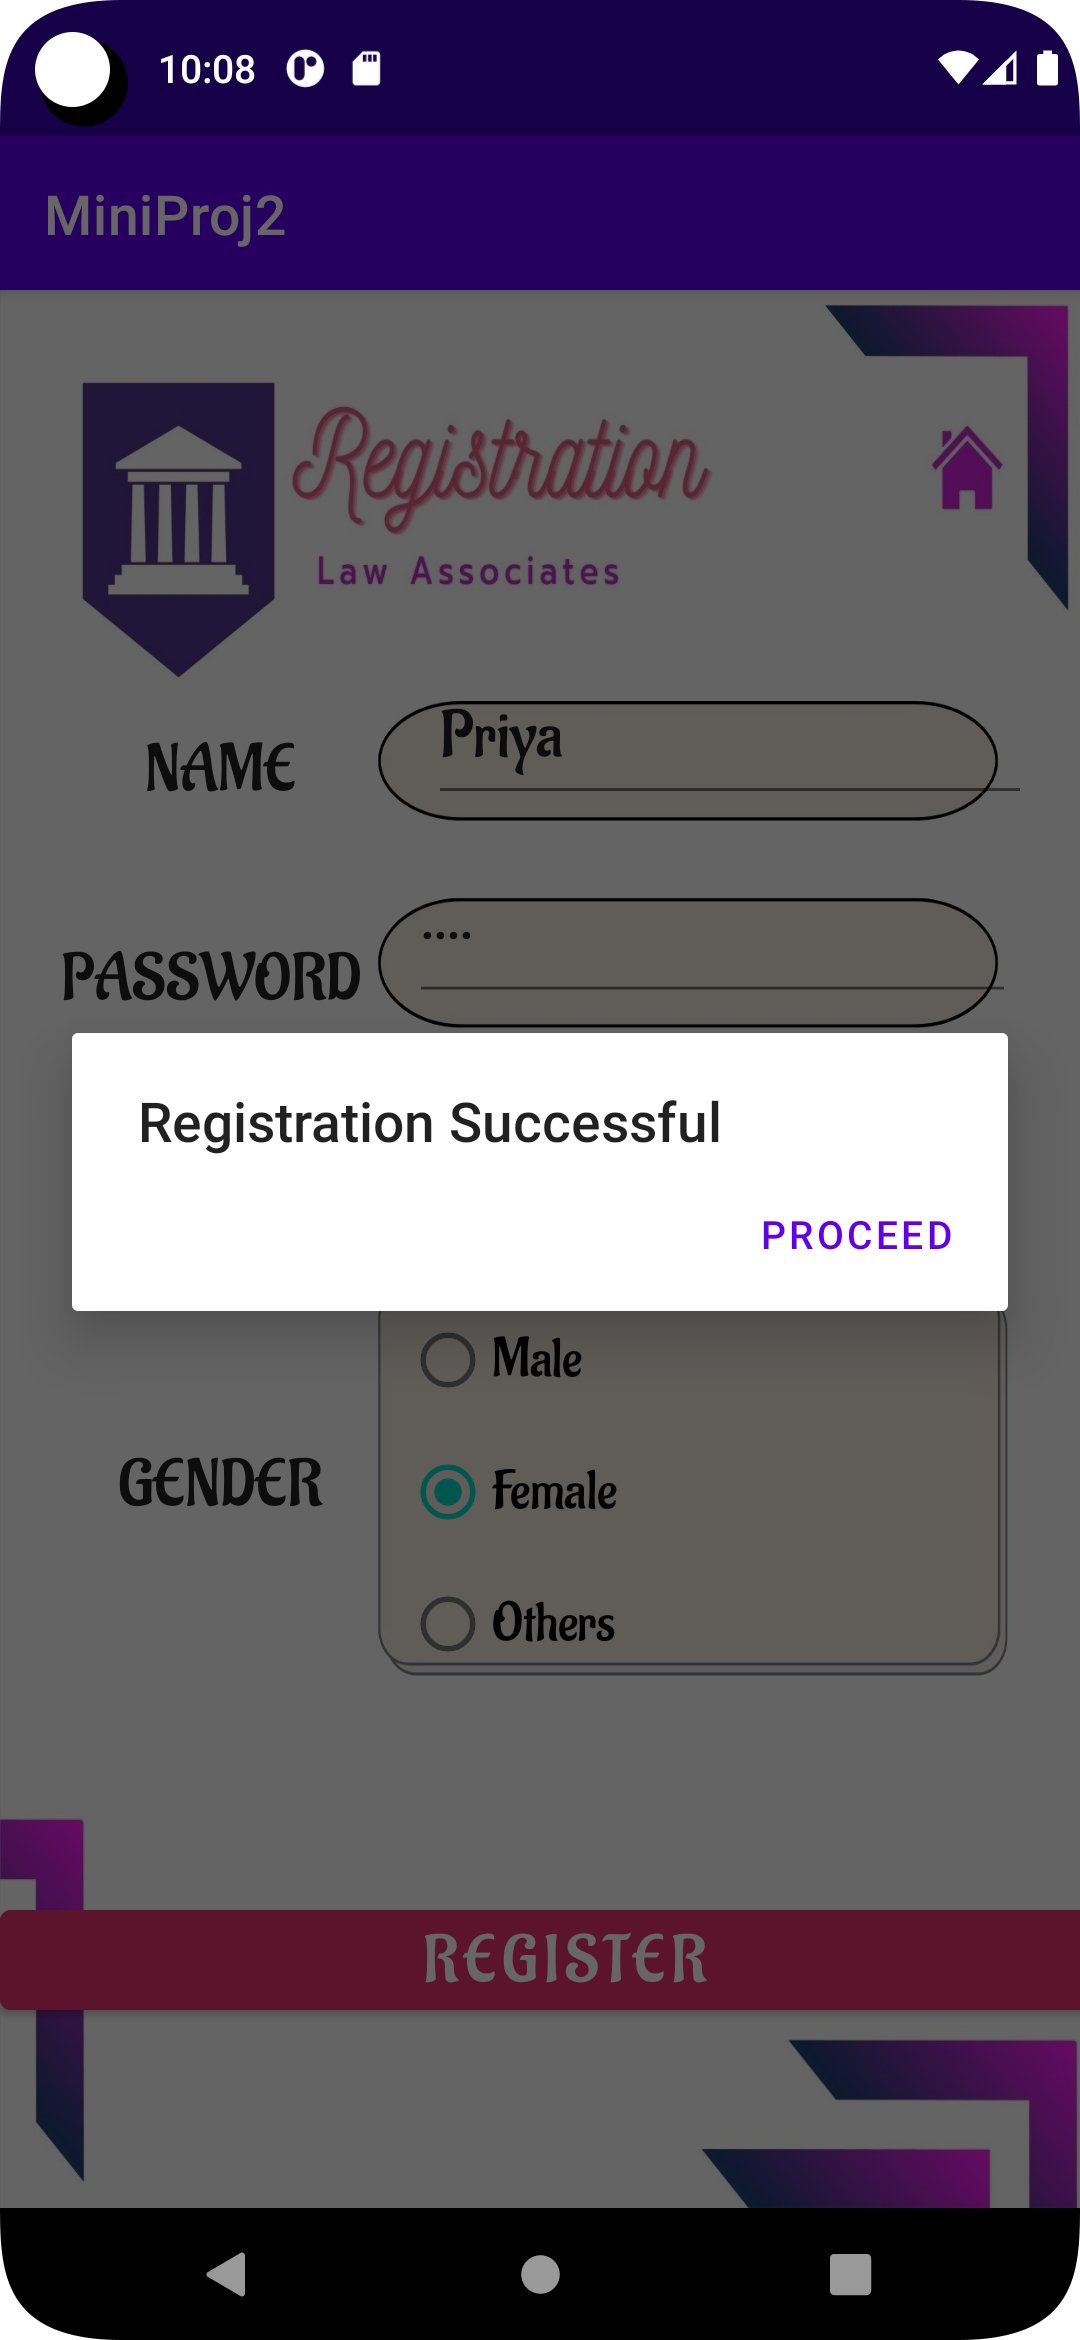 10:08
MiniProj2
Registration
Law Associates
NAME
Priya
PASSWORD
••••
Registration Successful
PROCEED
GENDER
Male
Female
Others
REGISTER